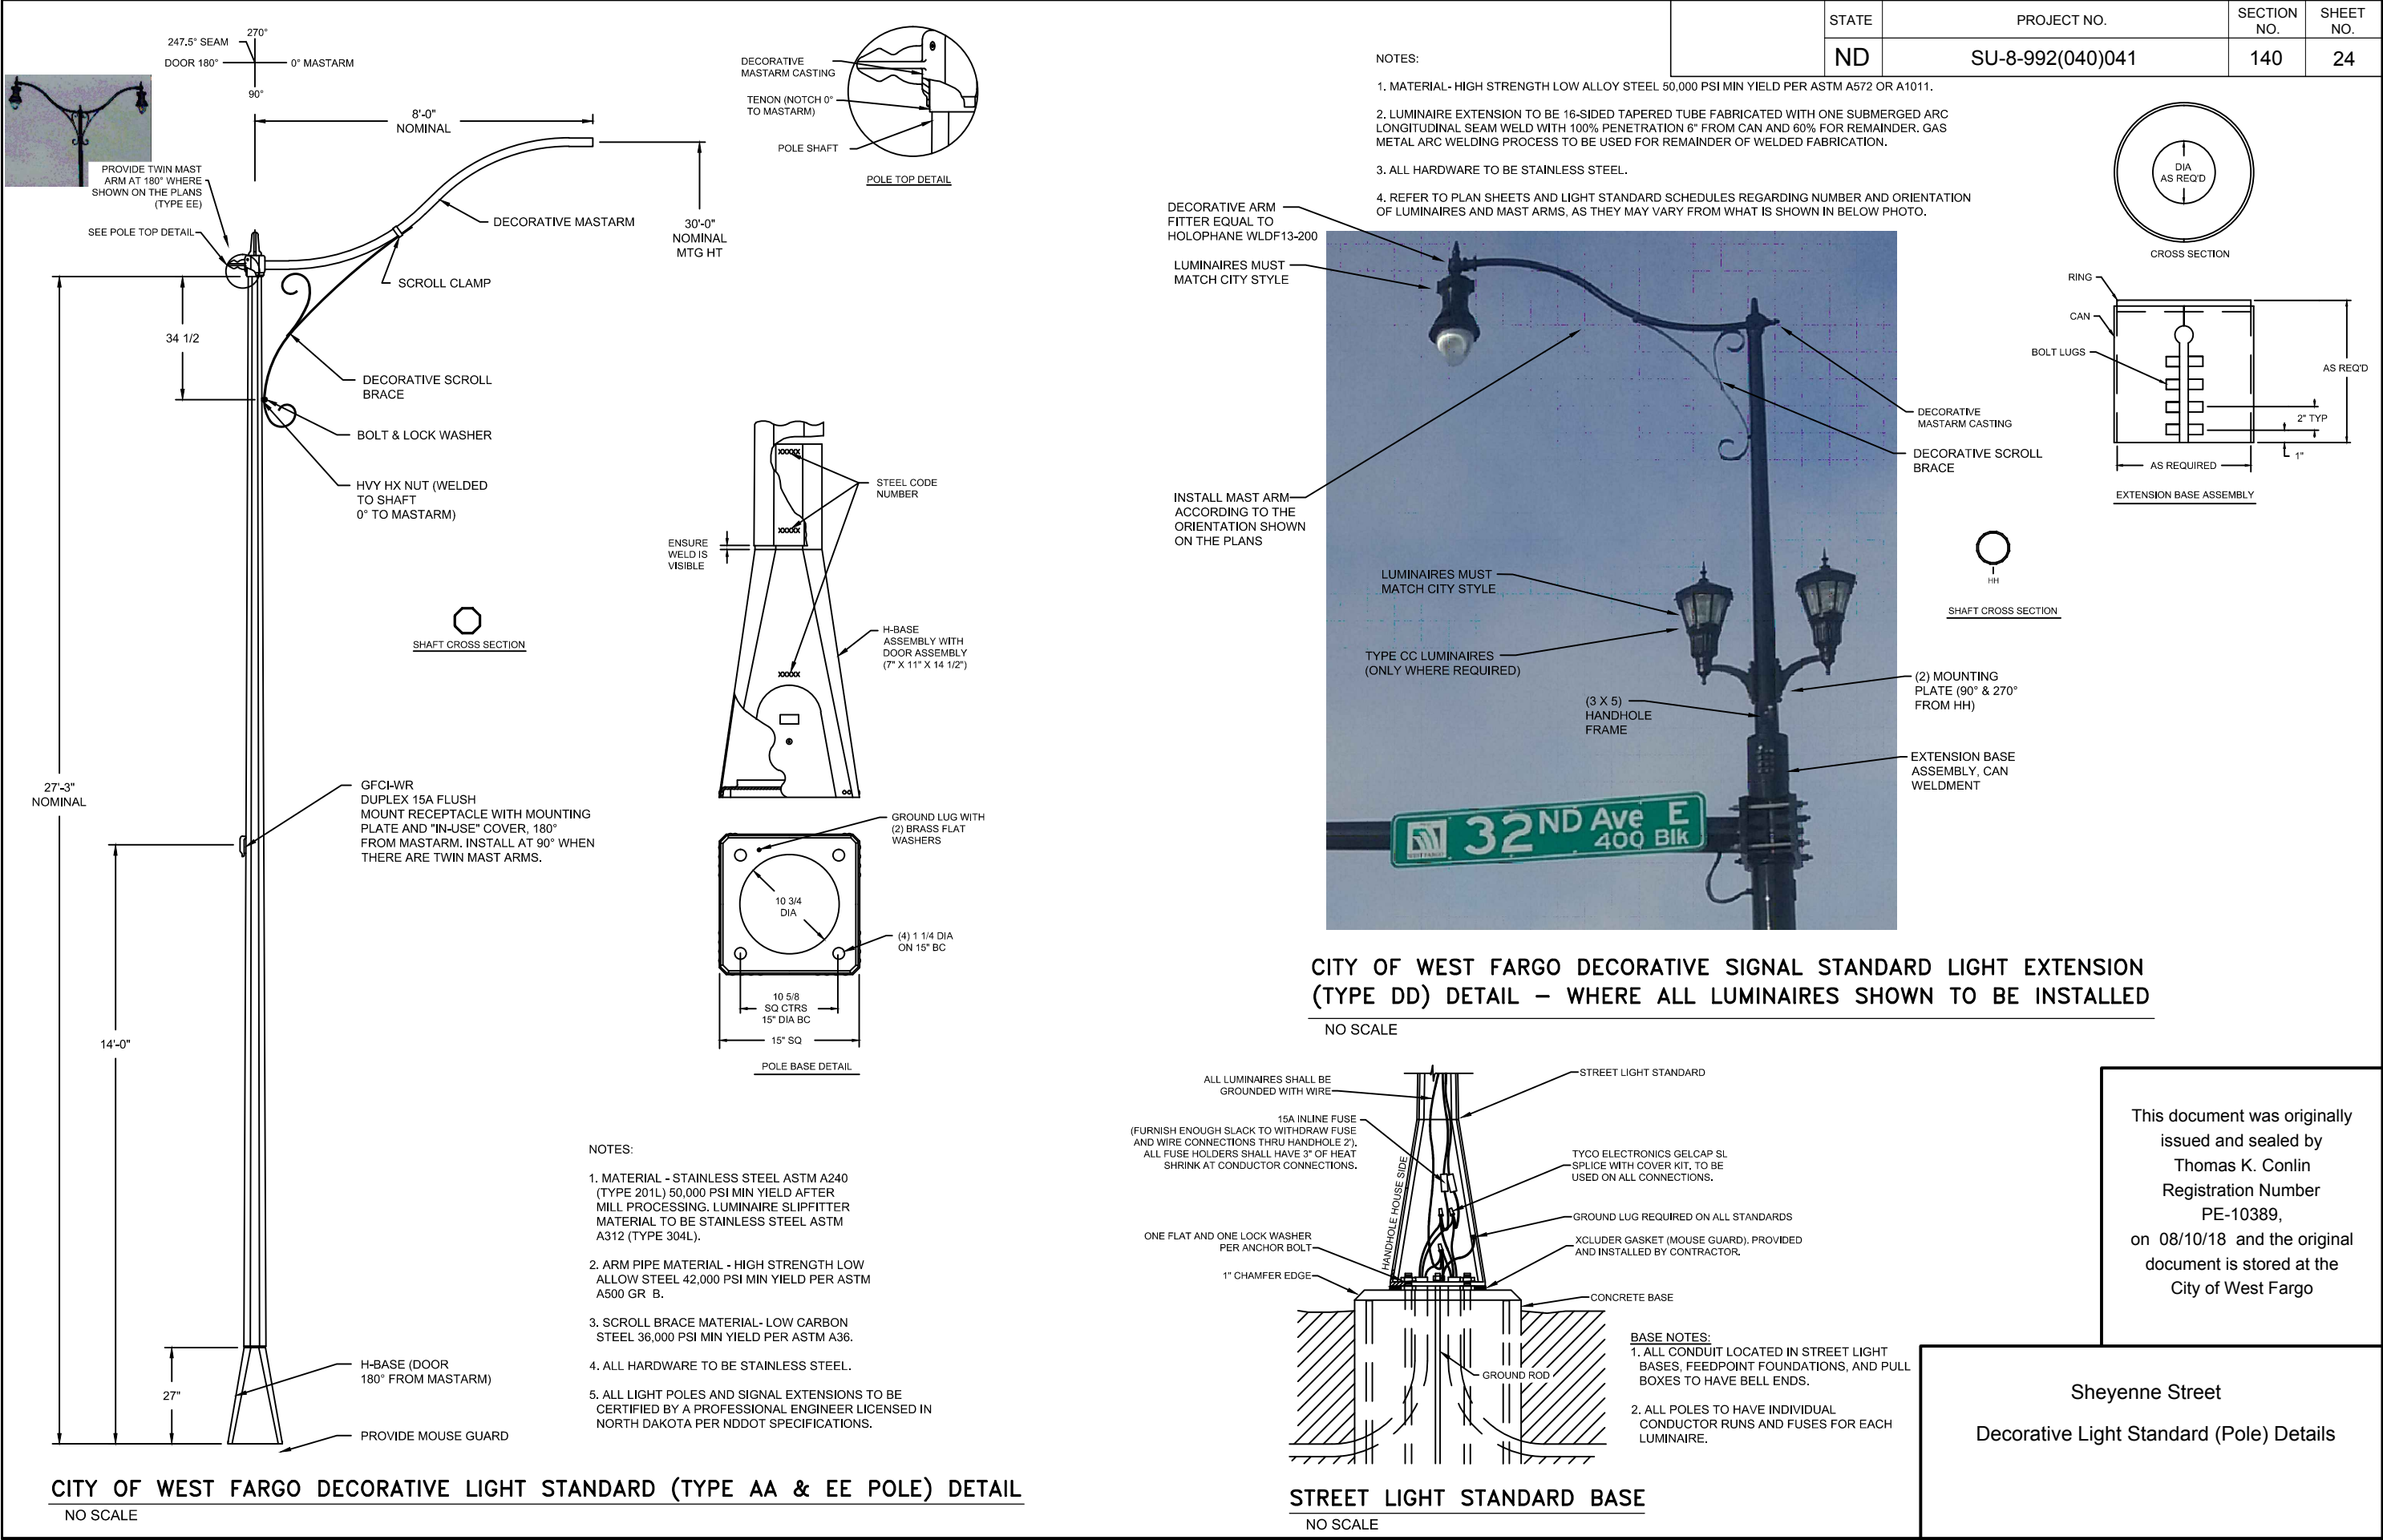 STATE
PROJECT NO.
SECTION
NO.
SHEET
NO.
ND
SU-8-992(040)041
140
24
270°
247.5° SEAM
DOOR 180°
0° MASTARM
90°
8'-0"
NOMINAL
PROVIDE TWIN MAST
ARM AT 180° WHERE
SHOWN ON THE PLANS
(TYPE EE)
SEE POLE TOP DETAIL
DECORATIVE MASTARM
30'-0"
NOMINAL
MTG HT
SCROLL CLAMP
34 1/2
DECORATIVE SCROLL
BRACE
BOLT & LOCK WASHER
HVY HX NUT (WELDED
TO SHAFT
0° TO MASTARM)
SHAFT CROSS SECTION
27'-3"
NOMINAL
GFCI-WR
DUPLEX 15A FLUSH
MOUNT RECEPTACLE WITH MOUNTING
PLATE AND "IN-USE" COVER, 180°
FROM MASTARM. INSTALL AT 90° WHEN
THERE ARE TWIN MAST ARMS.
14'-0"
27"
H-BASE (DOOR
180° FROM MASTARM)
PROVIDE MOUSE GUARD
DECORATIVE
MASTARM CASTING
TENON (NOTCH 0°
TO MASTARM)
POLE SHAFT
POLE TOP DETAIL
XXXXX
STEEL CODE
NUMBER
XXXXX
ENSURE
WELD IS
VISIBLE
H-BASE
ASSEMBLY WITH
DOOR ASSEMBLY
(7" X 11" X 14 1/2")
XXXXX
GROUND LUG WITH
(2) BRASS FLAT
WASHERS
10 3/4
DIA
(4) 1 1/4 DIA
ON 15" BC
10 5/8
SQ CTRS
15" DIA BC
15" SQ
POLE BASE DETAIL
NOTES:
1. MATERIAL - STAINLESS STEEL ASTM A240
(TYPE 201L) 50,000 PSI MIN YIELD AFTER
MILL PROCESSING. LUMINAIRE SLIPFITTER
MATERIAL TO BE STAINLESS STEEL ASTM
A312 (TYPE 304L).
2. ARM PIPE MATERIAL - HIGH STRENGTH LOW
ALLOW STEEL 42,000 PSI MIN YIELD PER ASTM
A500 GR B.
3. SCROLL BRACE MATERIAL- LOW CARBON
STEEL 36,000 PSI MIN YIELD PER ASTM A36.
4. ALL HARDWARE TO BE STAINLESS STEEL.
5. ALL LIGHT POLES AND SIGNAL EXTENSIONS TO BE
CERTIFIED BY A PROFESSIONAL ENGINEER LICENSED IN
NORTH DAKOTA PER NDDOT SPECIFICATIONS.
CITY OF WEST FARGO DECORATIVE LIGHT STANDARD (TYPE AA & EE POLE) DETAIL
NO SCALE
NOTES:
1. MATERIAL- HIGH STRENGTH LOW ALLOY STEEL 50,000 PSI MIN YIELD PER ASTM A572 OR A1011.
2. LUMINAIRE EXTENSION TO BE 16-SIDED TAPERED TUBE FABRICATED WITH ONE SUBMERGED ARC
LONGITUDINAL SEAM WELD WITH 100% PENETRATION 6" FROM CAN AND 60% FOR REMAINDER. GAS
METAL ARC WELDING PROCESS TO BE USED FOR REMAINDER OF WELDED FABRICATION.
3. ALL HARDWARE TO BE STAINLESS STEEL.
4. REFER TO PLAN SHEETS AND LIGHT STANDARD SCHEDULES REGARDING NUMBER AND ORIENTATION
OF LUMINAIRES AND MAST ARMS, AS THEY MAY VARY FROM WHAT IS SHOWN IN BELOW PHOTO.
DECORATIVE ARM
FITTER EQUAL TO
HOLOPHANE WLDF13-200
LUMINAIRES MUST
MATCH CITY STYLE
INSTALL MAST ARM
ACCORDING TO THE
ORIENTATION SHOWN
ON THE PLANS
LUMINAIRES MUST
MATCH CITY STYLE
TYPE CC LUMINAIRES
(ONLY WHERE REQUIRED)
(3 X 5)
HANDHOLE
FRAME
DECORATIVE
MASTARM CASTING
DECORATIVE SCROLL
BRACE
(2) MOUNTING
PLATE (90° & 270°
FROM HH)
EXTENSION BASE
ASSEMBLY, CAN
WELDMENT
WEST FARGO
32ND Ave E
400 Blk
DIA
AS REQ'D
CROSS SECTION
RING
CAN
BOLT LUGS
AS REQ'D
2" TYP
1"
AS REQUIRED
EXTENSION BASE ASSEMBLY
HH
SHAFT CROSS SECTION
CITY OF WEST FARGO DECORATIVE SIGNAL STANDARD LIGHT EXTENSION
(TYPE DD) DETAIL – WHERE ALL LUMINAIRES SHOWN TO BE INSTALLED
NO SCALE
ALL LUMINAIRES SHALL BE
GROUNDED WITH WIRE
15A INLINE FUSE
(FURNISH ENOUGH SLACK TO WITHDRAW FUSE
AND WIRE CONNECTIONS THRU HANDHOLE 2').
ALL FUSE HOLDERS SHALL HAVE 3" OF HEAT
SHRINK AT CONDUCTOR CONNECTIONS.
HANDHOLE HOUSE SIDE
ONE FLAT AND ONE LOCK WASHER
PER ANCHOR BOLT
1" CHAMFER EDGE
STREET LIGHT STANDARD
TYCO ELECTRONICS GELCAP SL
SPLICE WITH COVER KIT, TO BE
USED ON ALL CONNECTIONS.
GROUND LUG REQUIRED ON ALL STANDARDS
XCLUDER GASKET (MOUSE GUARD). PROVIDED
AND INSTALLED BY CONTRACTOR.
CONCRETE BASE
GROUND ROD
BASE NOTES:
1. ALL CONDUIT LOCATED IN STREET LIGHT
BASES, FEEDPOINT FOUNDATIONS, AND PULL
BOXES TO HAVE BELL ENDS.
2. ALL POLES TO HAVE INDIVIDUAL
CONDUCTOR RUNS AND FUSES FOR EACH
LUMINAIRE.
STREET LIGHT STANDARD BASE
NO SCALE
This document was originally
issued and sealed by
Thomas K. Conlin
Registration Number
PE-10389,
on 08/10/18 and the original
document is stored at the
City of West Fargo
Sheyenne Street
Decorative Light Standard (Pole) Details